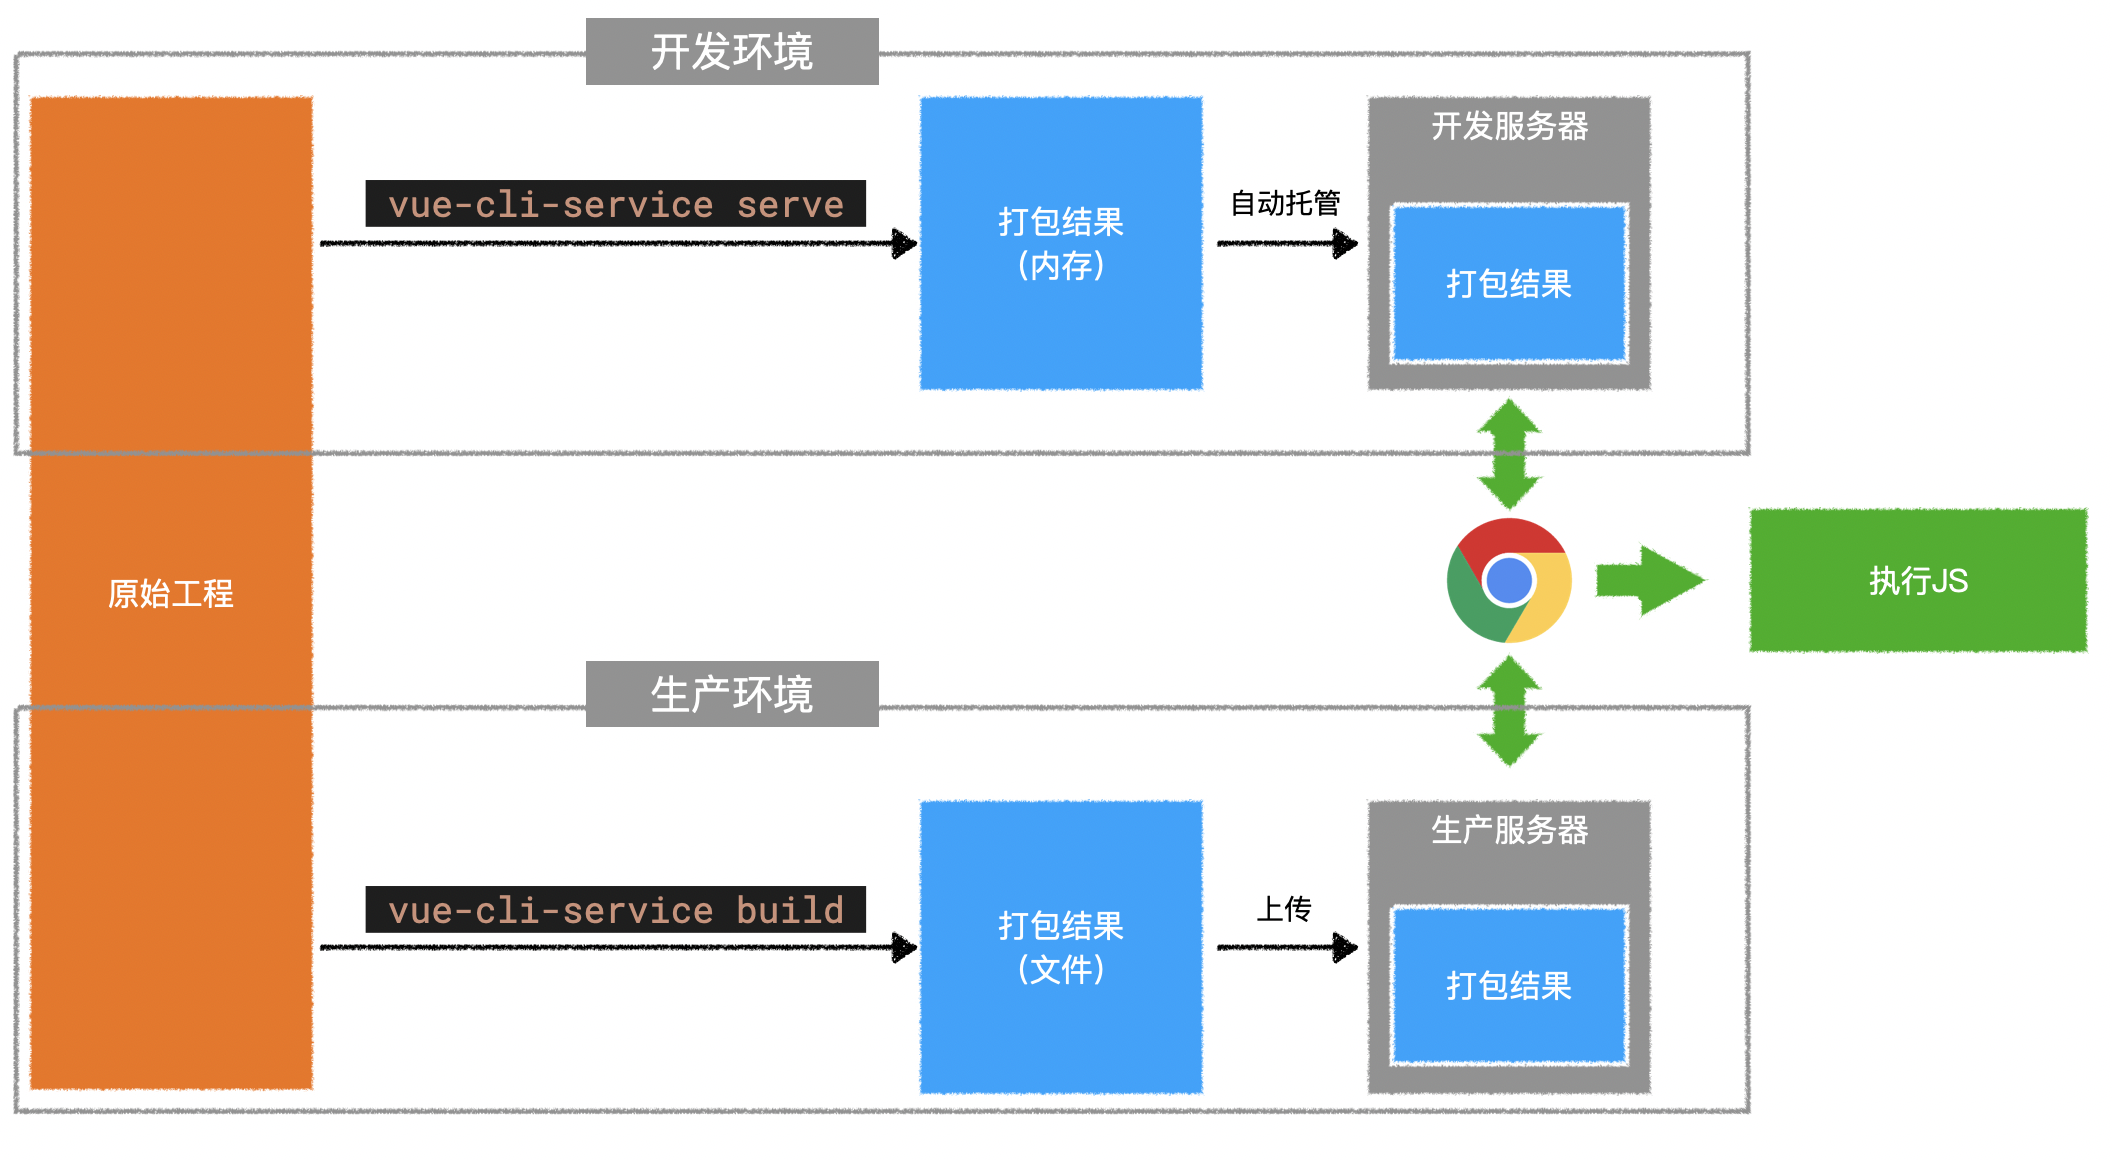 开发环境
vue-cli-service serve
打包结果
(内存)
自动托管
开发服务器
打包结果
原始工程
执行JS
生产环境
vue-cli-service build
打包结果
(文件)
上传
生产服务器
打包结果